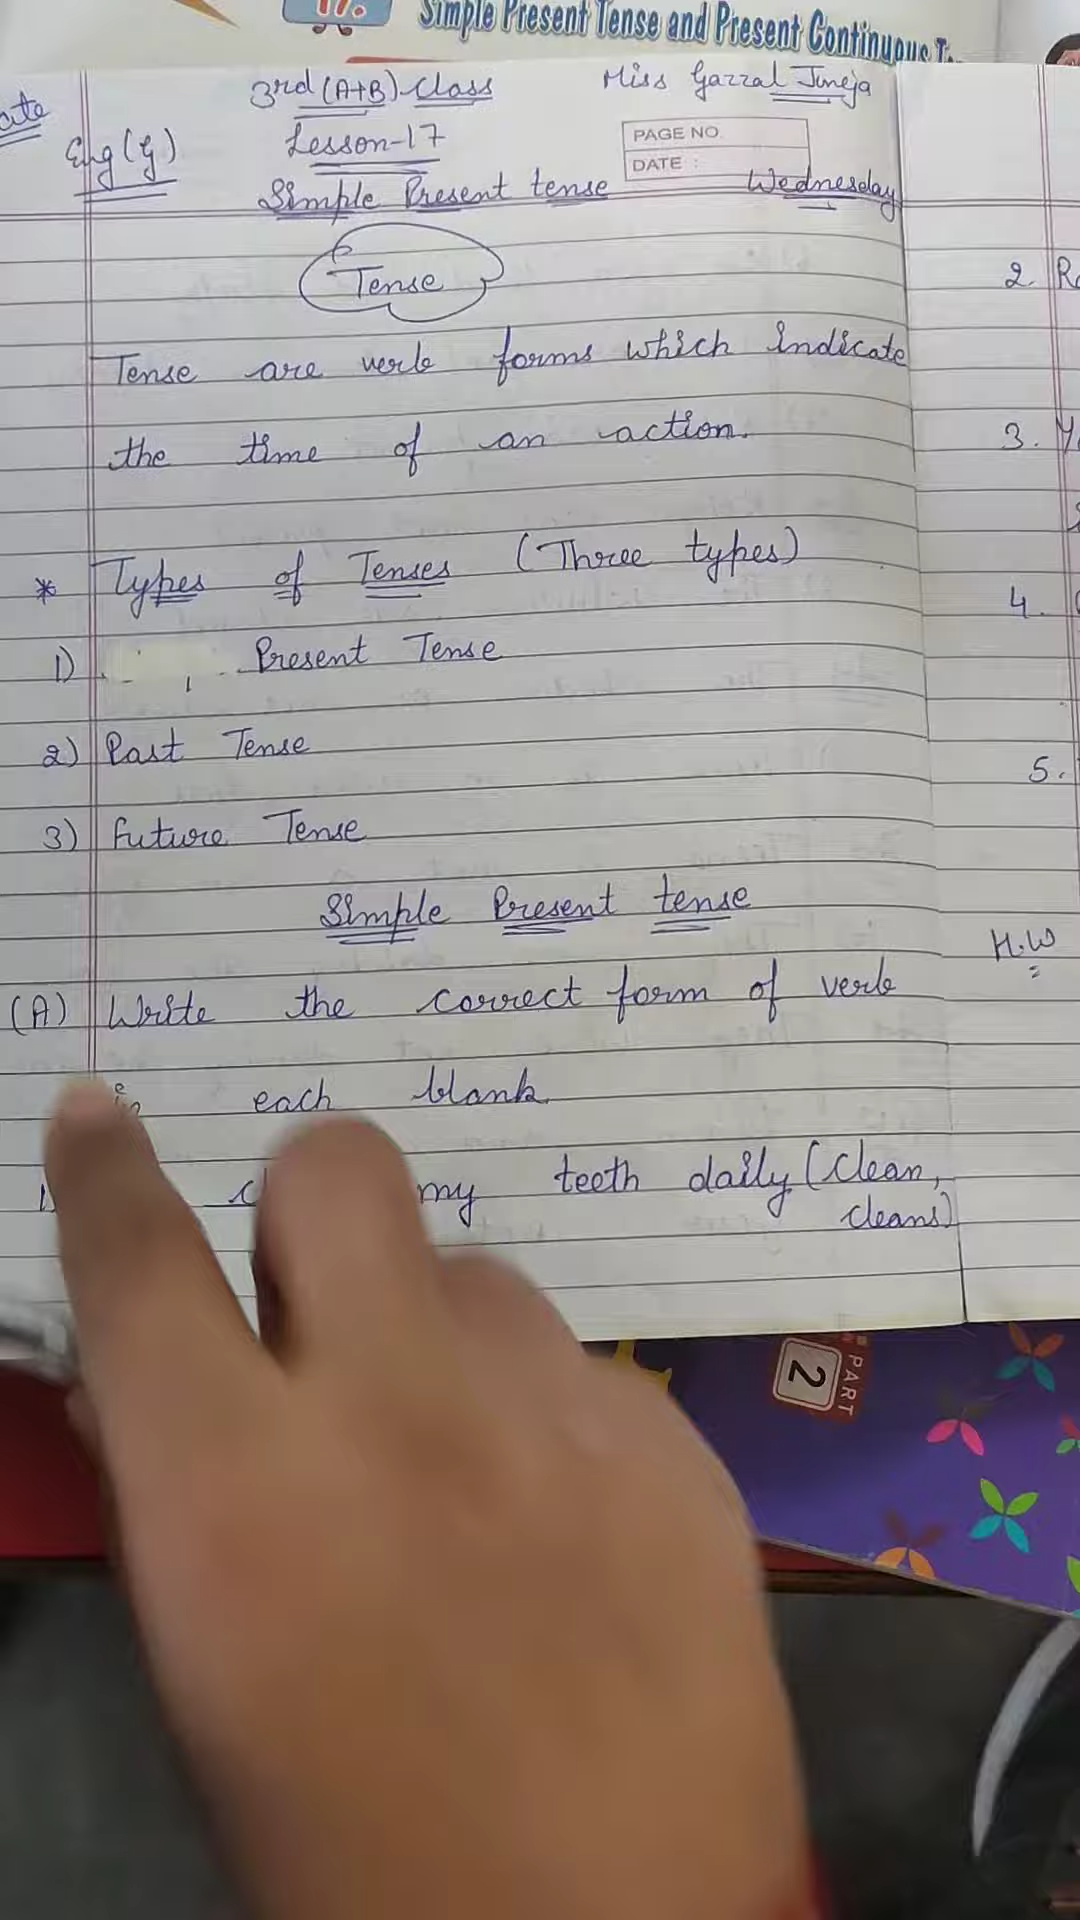 17.
Simple Present Tense and Present Continuous
3rd (A+B) Class
Miss Gazzal Juneja
Eng (G)
Lesson-17
PAGE NO.
DATE :
Simple Present tense
Wednesday
Tense
Tense are verb forms which indicate
the time of an action.
* Types of Tenses (Three types)
1) Present Tense
2) Past Tense
3) Future Tense
Simple Present tense
(A) Write the correct form of verb
in each blank.
my teeth daily (clean,
cleans)
2.
3.
4.
5.
H.W
PART
2